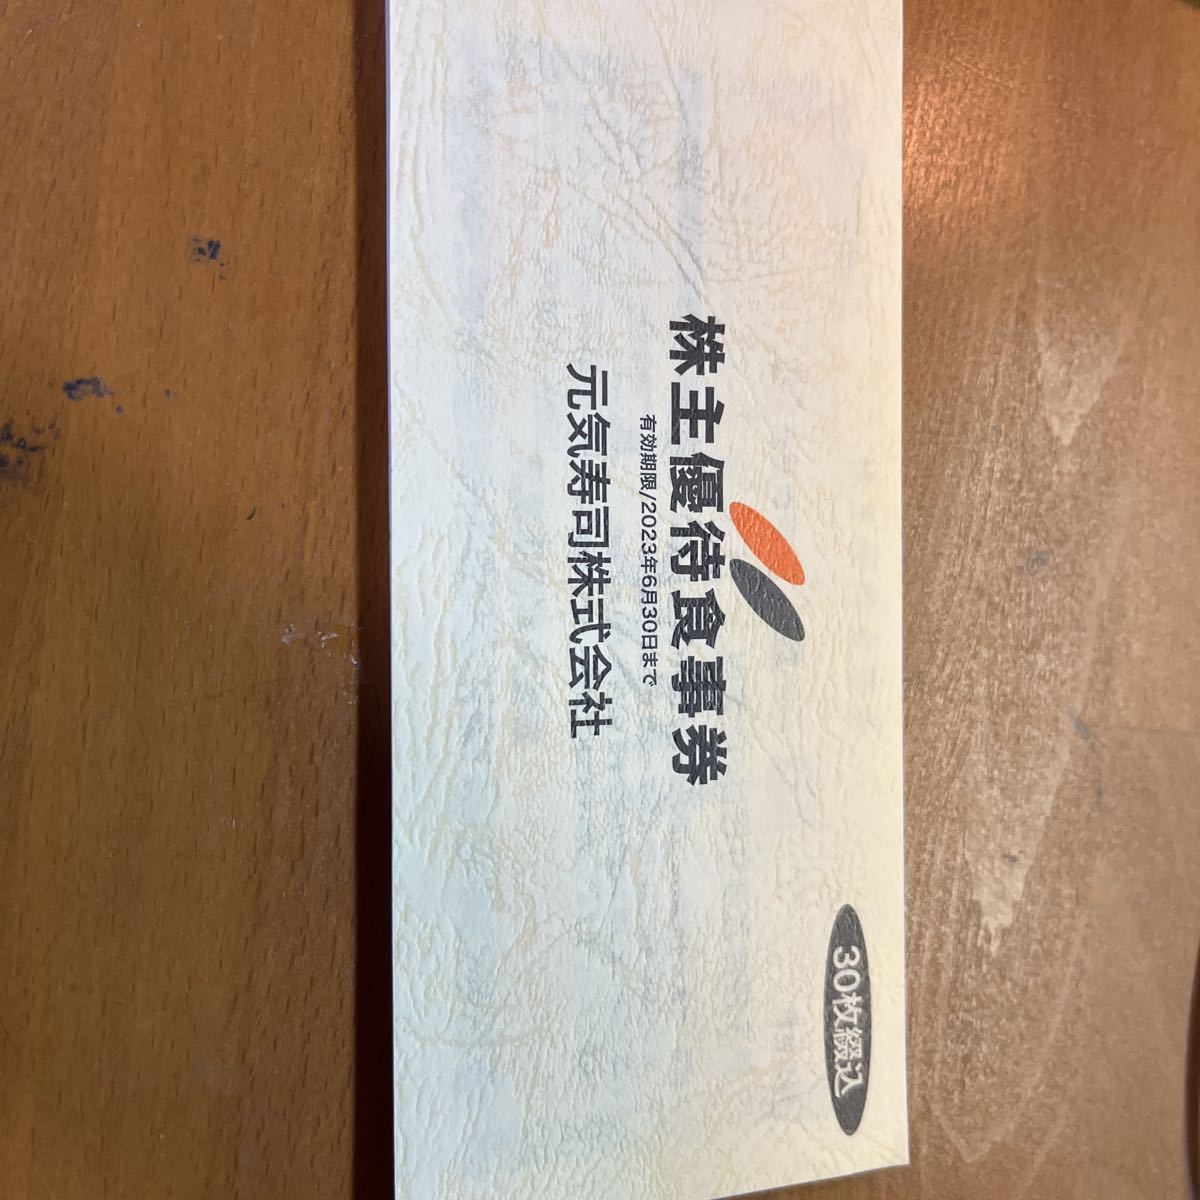 30枚綴込
株主優待食事券
有効期限/2023年6月30日まで
元気寿司株式会社